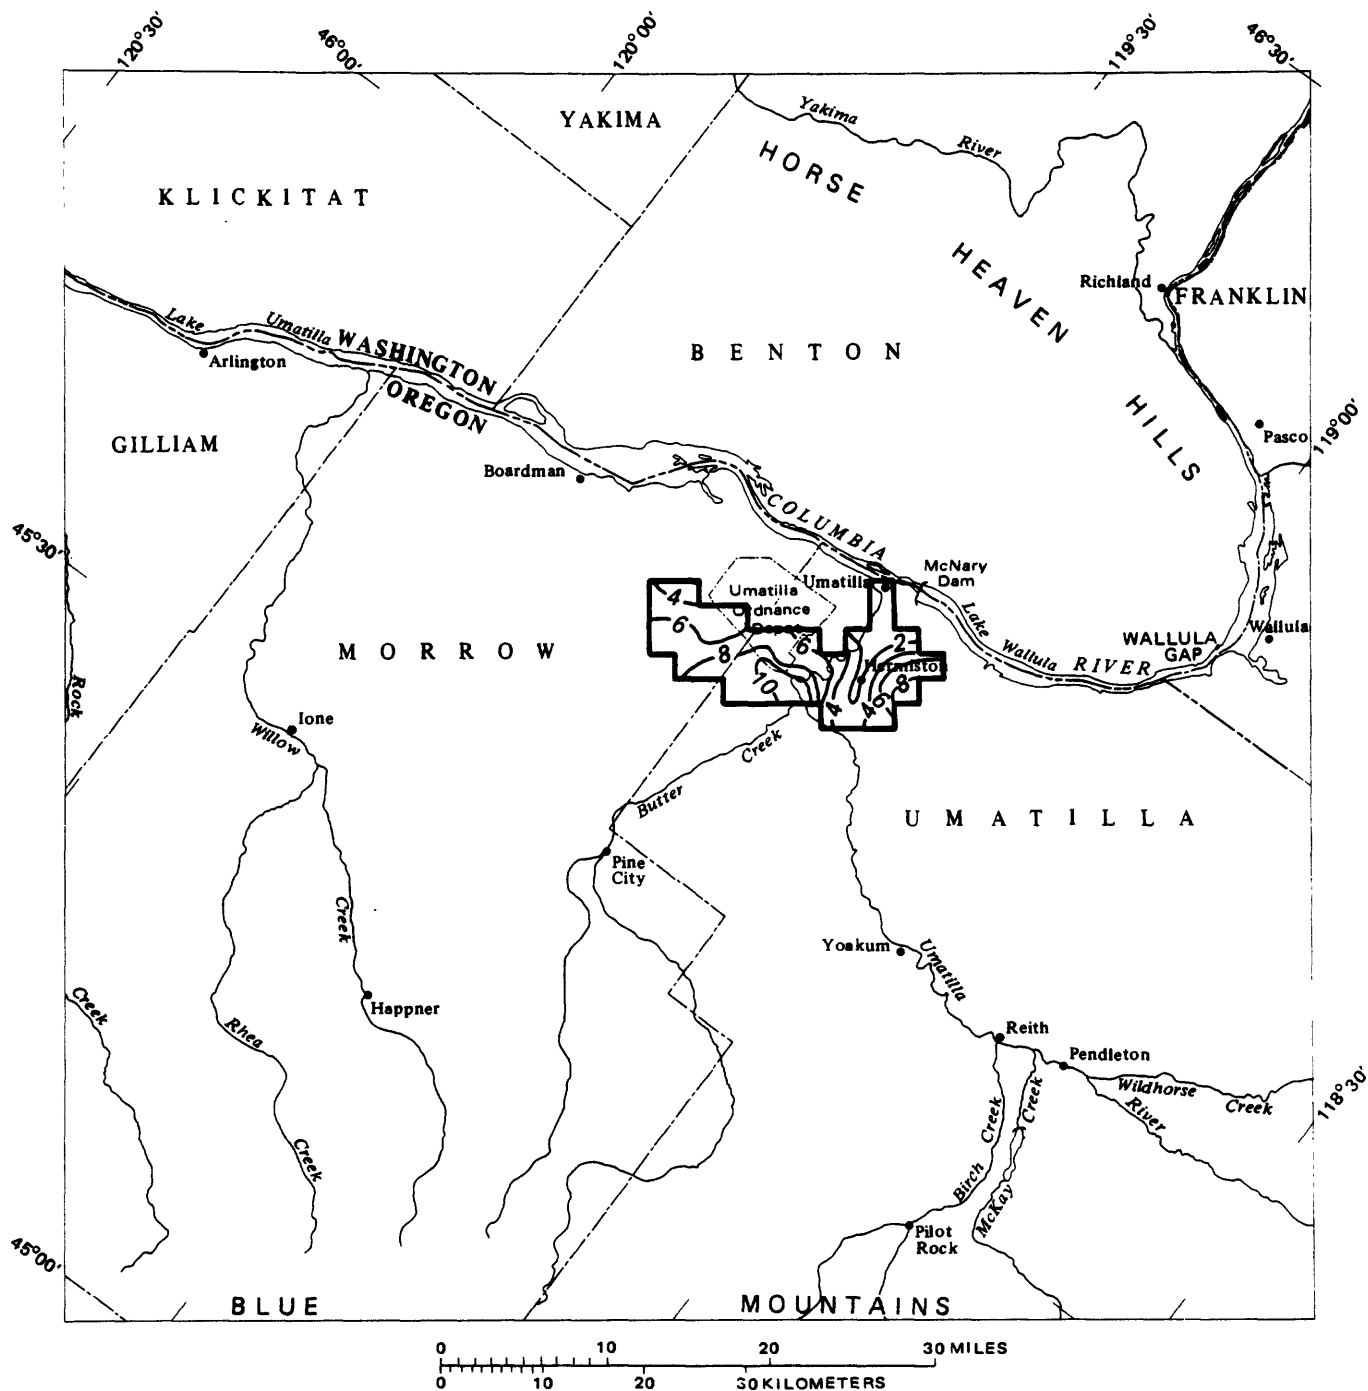 120°30'
46°00'
120°00'
119°30'
46°30'
YAKIMA
Yakima
River
HORSE
KLICKITAT
HEAVEN
Richland
FRANKLIN
Lake
Umatilla
WASHINGTON
Arlington
OREGON
BENTON
HILLS
GILLIAM
Pasco
119°00'
Boardman
COLUMBIA
45°30'
McNary
Dam
Umatilla
Umatilla
Ordnance
Depot
4
6
8
10
6
2
Hermiston
8
6
4
4
Lake
Wallula
RIVER
WALLULA
GAP
Wallula
MORROW
Rock
Ione
Willow
Creek
Butter
UMATILLA
Pine
City
Creek
Yoakum
Umatilla
Creek
Happner
Rhea
Reith
Pendleton
Wildhorse
Creek
River
118°30'
Creek
Creek
Creek
Birch
McKay
Pilot
Rock
45°00'
BLUE
MOUNTAINS
0 10 20 30 MILES
0 10 20 30 KILOMETERS